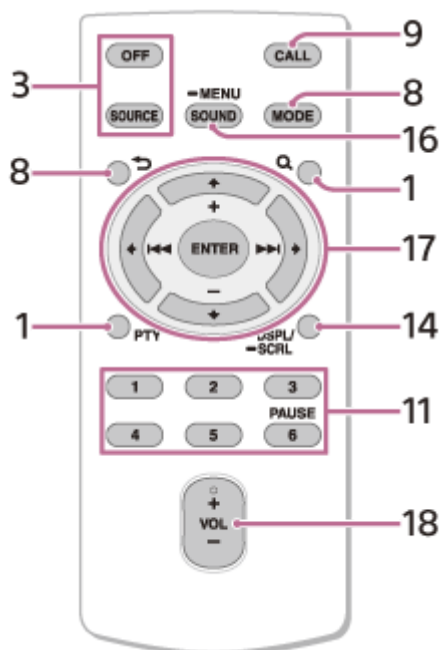 9
OFF
CALL
3
MENU
8
SOURCE
SOUND
MODE
16
8
1
+
ENTER
17
−
1
PTY
DSPL/
SCRL
14
1
2
3
PAUSE
11
4
5
6
+
VOL
18
−